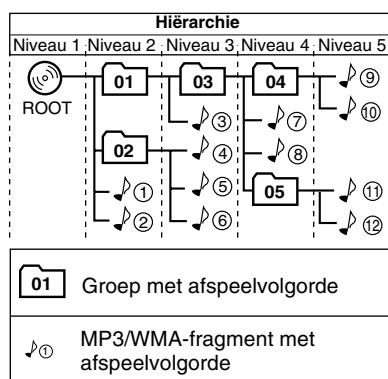 Hiërarchie
Niveau 1 Niveau 2 Niveau 3 Niveau 4 Niveau 5
01 03 04 ⑨
ROOT ③ ⑦ ⑩
02 ④ ⑧
① ⑤ 05 ⑪
② ⑥ ⑫
01 Groep met afspeelvolgorde
① MP3/WMA-fragment met
afspeelvolgorde